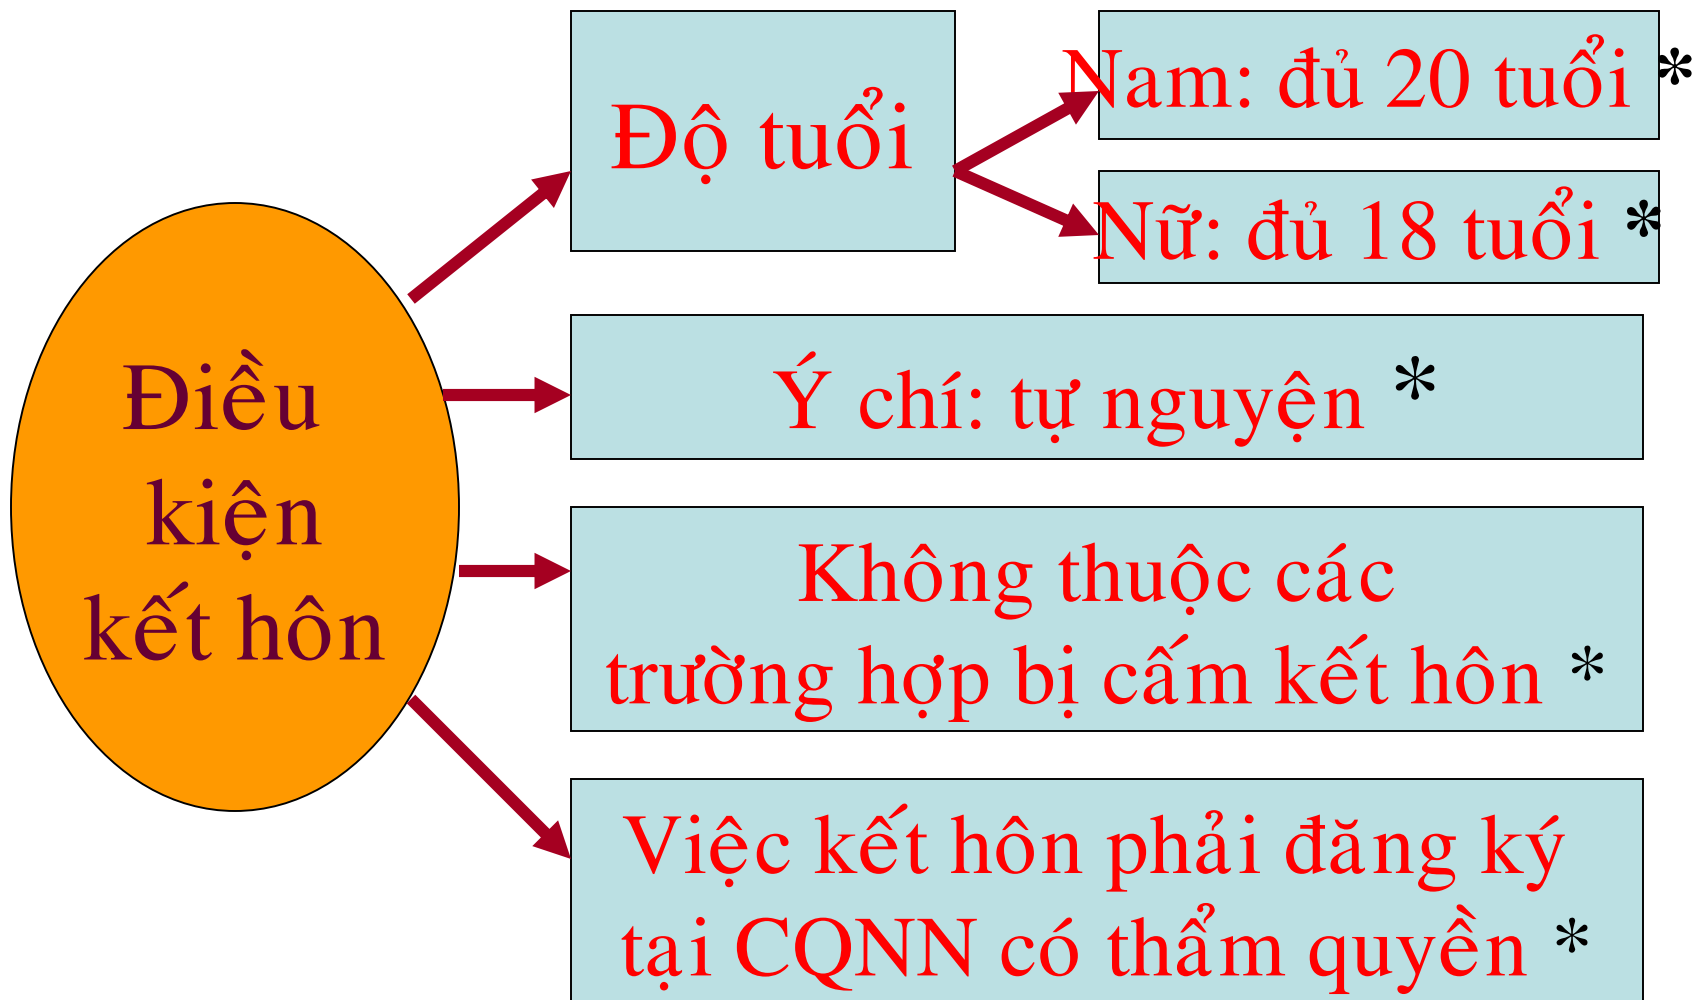 Điều
kiện
kết hôn
Độ tuổi
Nam: đủ 20 tuổi *
Nữ: đủ 18 tuổi *
Ý chí: tự nguyện *
Không thuộc các
trường hợp bị cấm kết hôn *
Việc kết hôn phải đăng ký
tại CQNN có thẩm quyền *